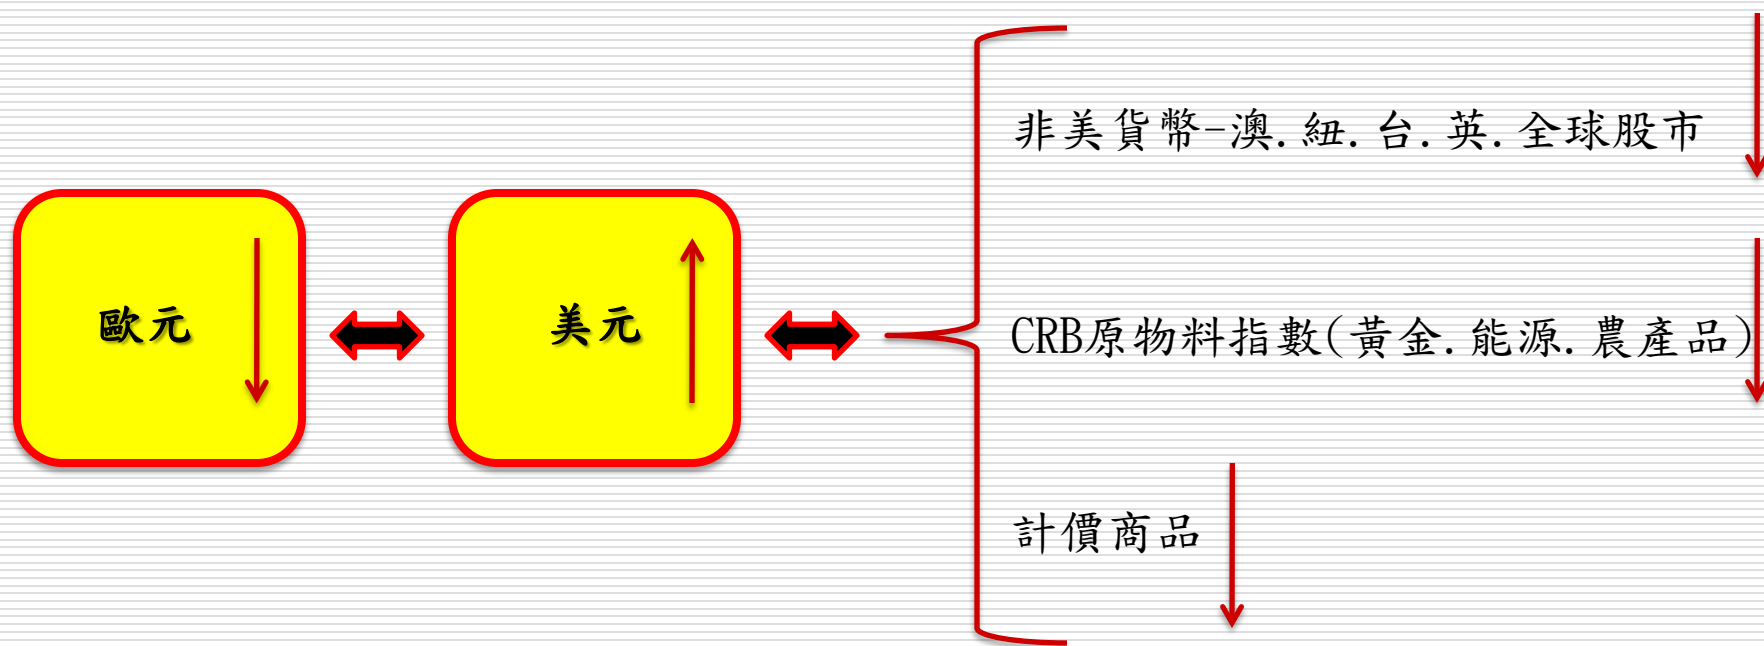 非美貨幣-澳.紐.台.英.全球股市
歐元
美元
CRB原物料指數(黃金.能源.農產品)
計價商品